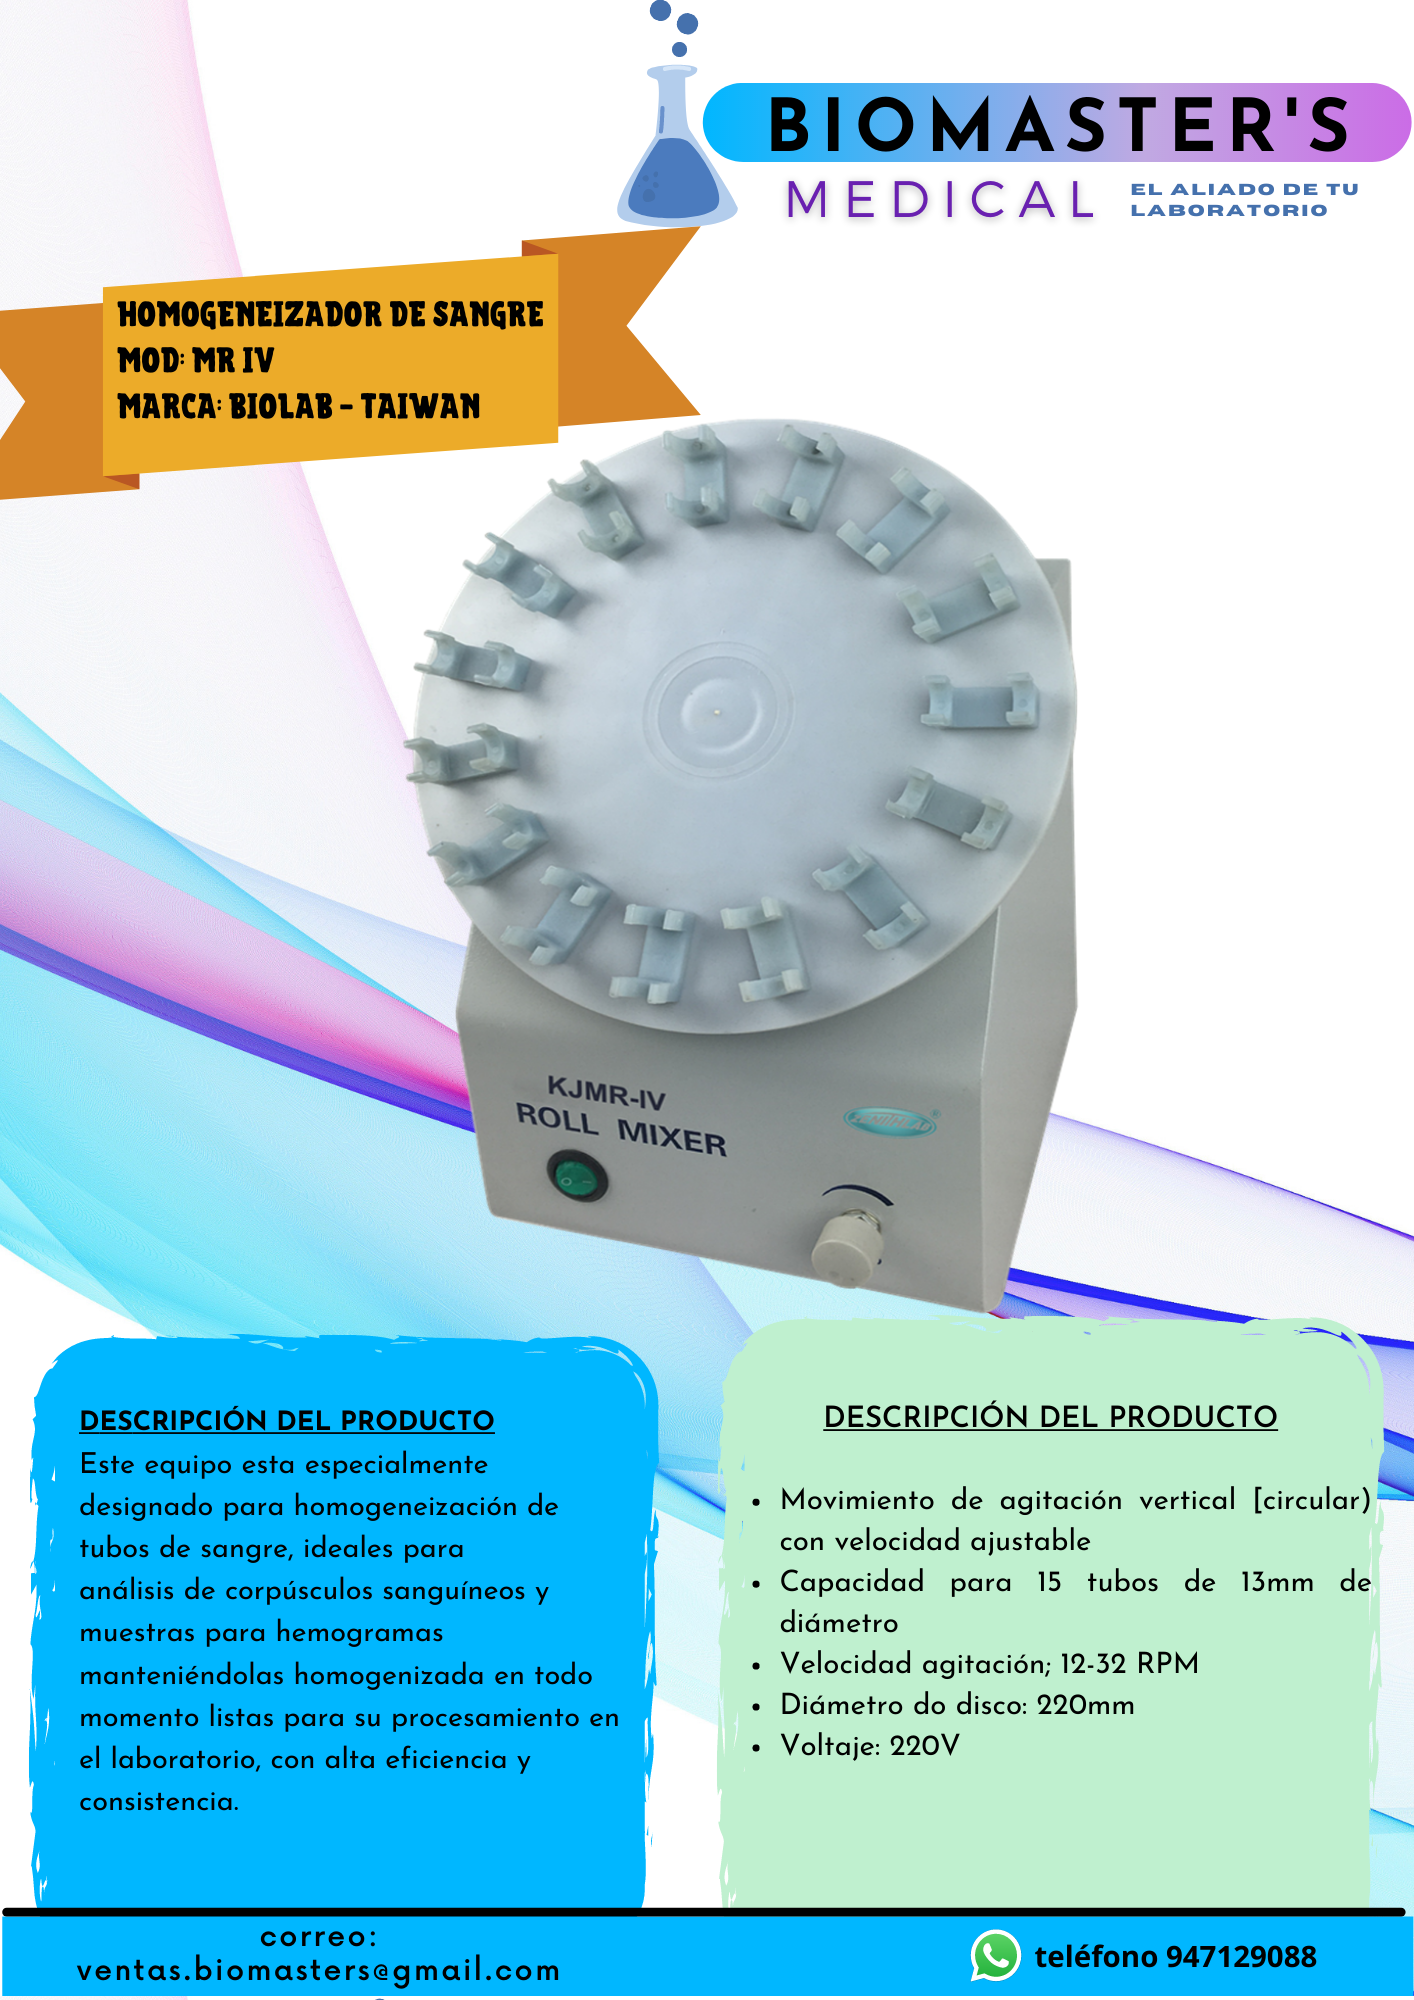 BIOMASTER'S
MEDICAL
EL ALIADO DE TU
LABORATORIO
HOMOGENEIZADOR DE SANGRE
MOD: MR IV
MARCA: BIOLAB - TAIWAN
KJMR-IV
ROLL MIXER
DESCRIPCIÓN DEL PRODUCTO
Este equipo esta especialmente
designado para homogeneización de
tubos de sangre, ideales para
análisis de corpúsculos sanguíneos y
muestras para hemogramas
manteniéndolas homogenizada en todo
momento listas para su procesamiento en
el laboratorio, con alta eficiencia y
consistencia.
DESCRIPCIÓN DEL PRODUCTO
• Movimiento de agitación vertical [circular)
con velocidad ajustable
• Capacidad para 15 tubos de 13mm de
diámetro
• Velocidad agitación; 12-32 RPM
• Diámetro do disco: 220mm
• Voltaje: 220V
correo:
ventas.biomasters@gmail.com
teléfono 947129088